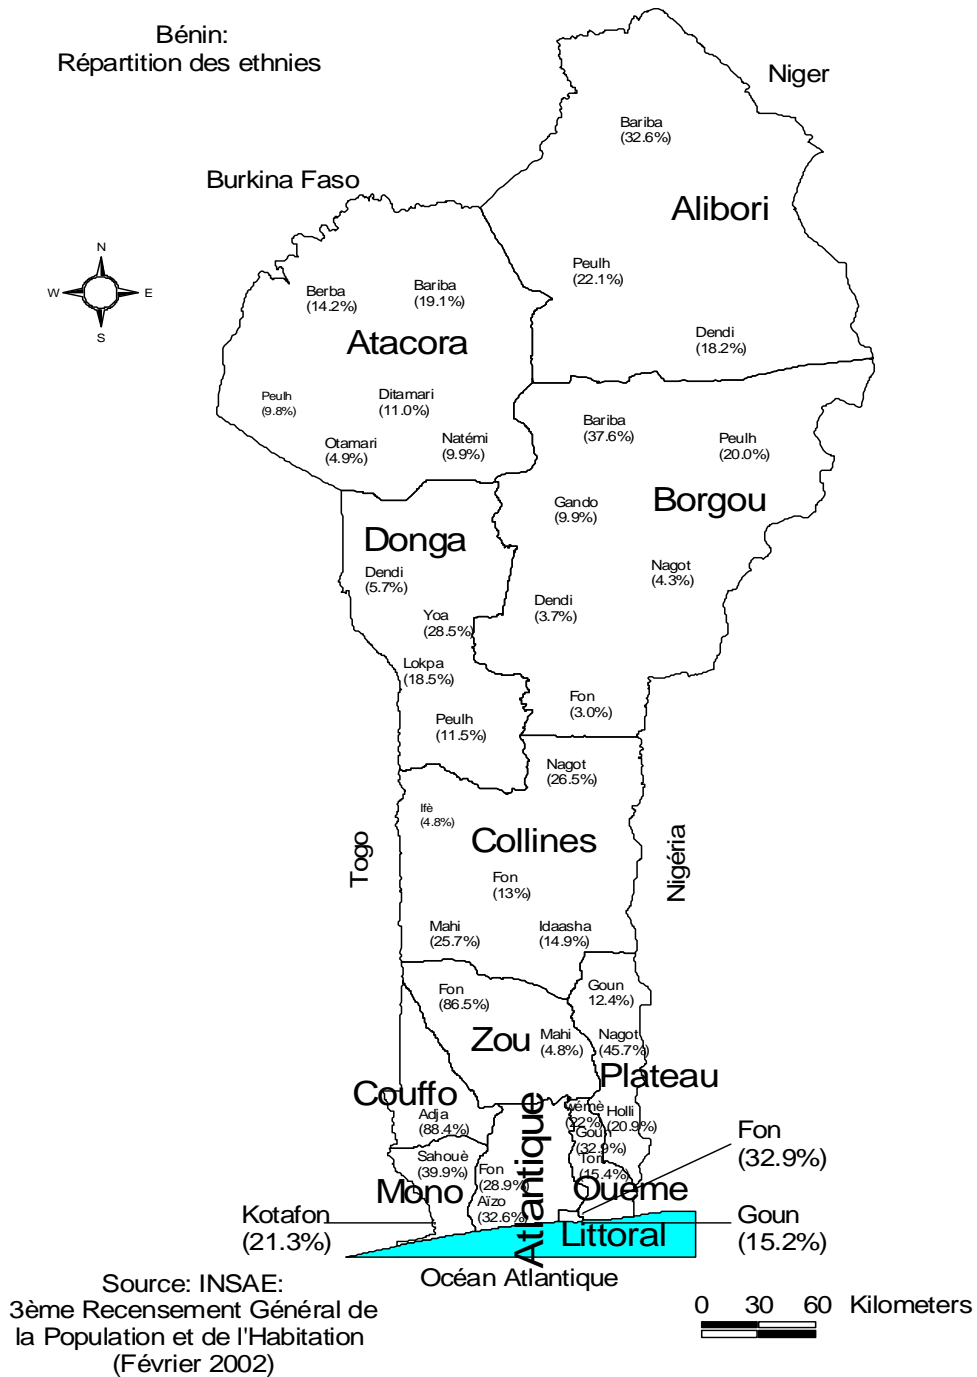 Bénin:
Répartition des ethnies
Niger
Burkina Faso
Bariba
(32.6%)
Alibori
Peulh
(22.1%)
Dendi
(18.2%)
N
W
E
S
Berba
(14.2%)
Bariba
(19.1%)
Atacora
Peulh
(9.8%)
Ditamari
(11.0%)
Otamari
(4.9%)
Natémi
(9.9%)
Bariba
(37.6%)
Peulh
(20.0%)
Gando
(9.9%)
Borgou
Nagot
(4.3%)
Dendi
(3.7%)
Fon
(3.0%)
Donga
Dendi
(5.7%)
Yoa
(28.5%)
Lokpa
(18.5%)
Peulh
(11.5%)
Nagot
(26.5%)
Ifè
(4.8%)
Collines
Fon
(13%)
Mahi
(25.7%)
Idaasha
(14.9%)
Togo
Nigéria
Fon
(86.5%)
Zou
Mahi
(4.8%)
Goun
12.4%)
Nagot
(45.7%)
Plateau
Holli
(20.9%)
Couffo
Adja
(88.4%)
Sahouè
(39.9%)
Mono
Kotafon
(21.3%)
Fon
(28.9%)
Aïzo
(32.6%)
Atlantique
(22%)
Goun
(32.9%)
Tori
(15.4%)
Ouémé
Fon
(32.9%)
Littoral
Goun
(15.2%)
Océan Atlantique
Source: INSAE:
3ème Recensement Général de
la Population et de l'Habitation
(Février 2002)
0 30 60 Kilometers